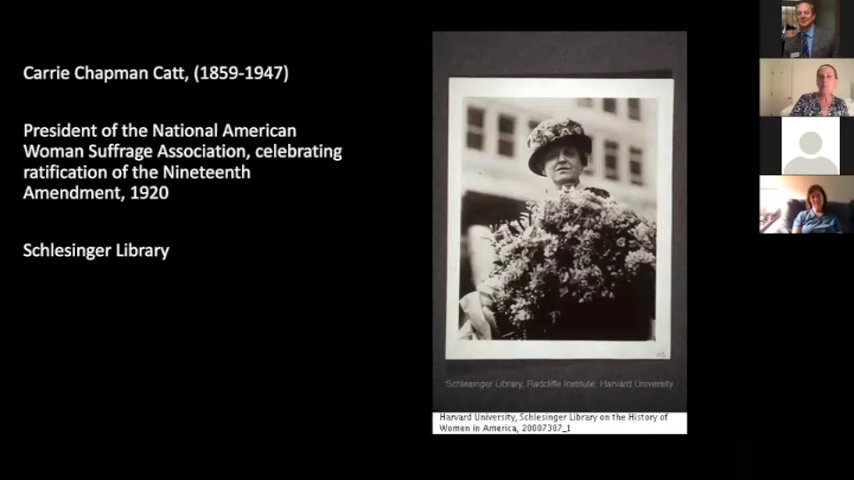 Carrie Chapman Catt, (1859-1947)
President of the National American
Woman Suffrage Association, celebrating
ratification of the Nineteenth
Amendment, 1920
Schlesinger Library
Schlesinger Library, Radcliffe Institute, Harvard University
Harvard University, Schlesinger Library on the History of
Women in America, 20007307_1